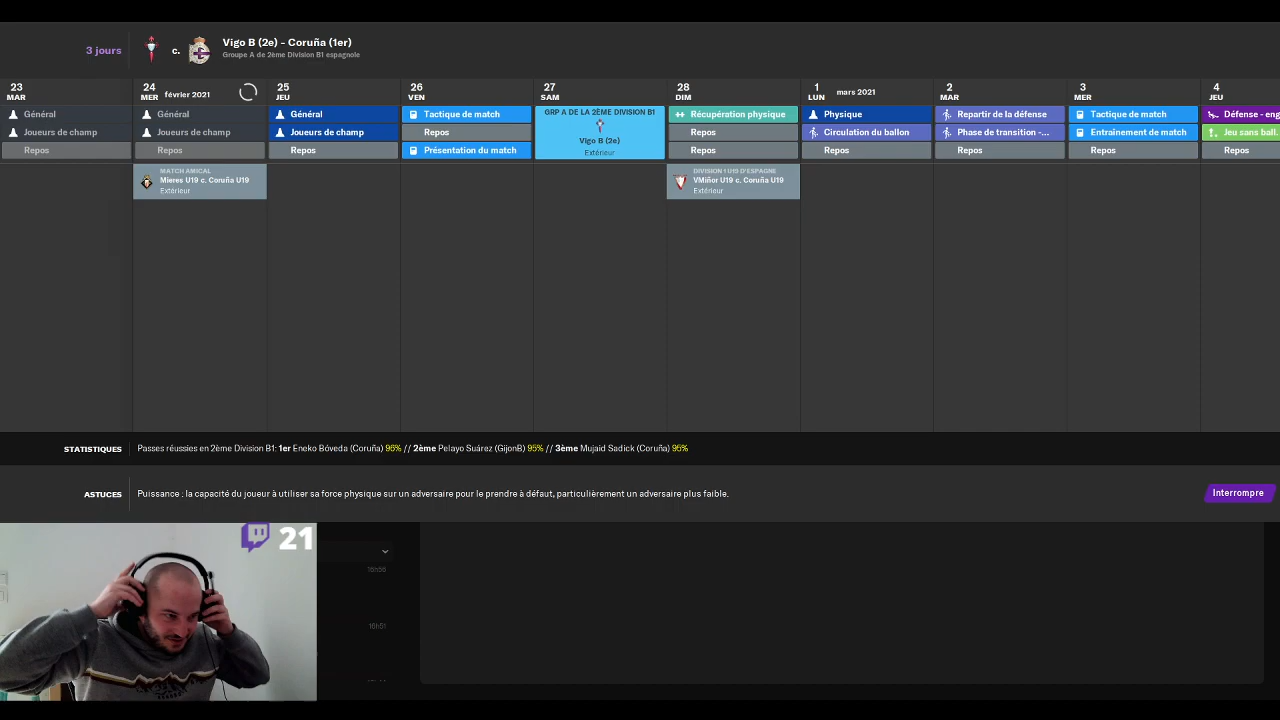 3 jours
c.
Vigo B (2e) - Coruña (1er)
Groupe A de 2ème Division B1 espagnole
23
MAR
24
MER février 2021
25
JEU
26
VEN
27
SAM
28
DIM
1
LUN mars 2021
2
MAR
3
MER
4
JEU
Général
Joueurs de champ
Repos
Général
Joueurs de champ
Repos
Général
Joueurs de champ
Repos
Tactique de match
Repos
Présentation du match
GRP A DE LA 2ÈME DIVISION B1
Vigo B (2e)
Extérieur
Récupération physique
Repos
Repos
Physique
Circulation du ballon
Repos
Repartir de la défense
Phase de transition -...
Repos
Tactique de match
Entrainement de match
Repos
Défense - eng
Jeu sans ball.
Repos
MATCH AMICAL
Mieres U19 c. Coruña U19
Extérieur
DIVISION 1 U19 D'ESPAGNE
VMiñor U19 c. Coruña U19
Extérieur
STATISTIQUES
Passes réussies en 2ème Division B1: 1er Eneko Bóveda (Coruña) 96% // 2ème Pelayo Suárez (GijonB) 95% // 3ème Mujaid Sadick (Coruña) 95%
ASTUCES
Puissance : la capacité du joueur à utiliser sa force physique sur un adversaire pour le prendre à défaut, particulièrement un adversaire plus faible.
Interrompre
21
16h56
16h51